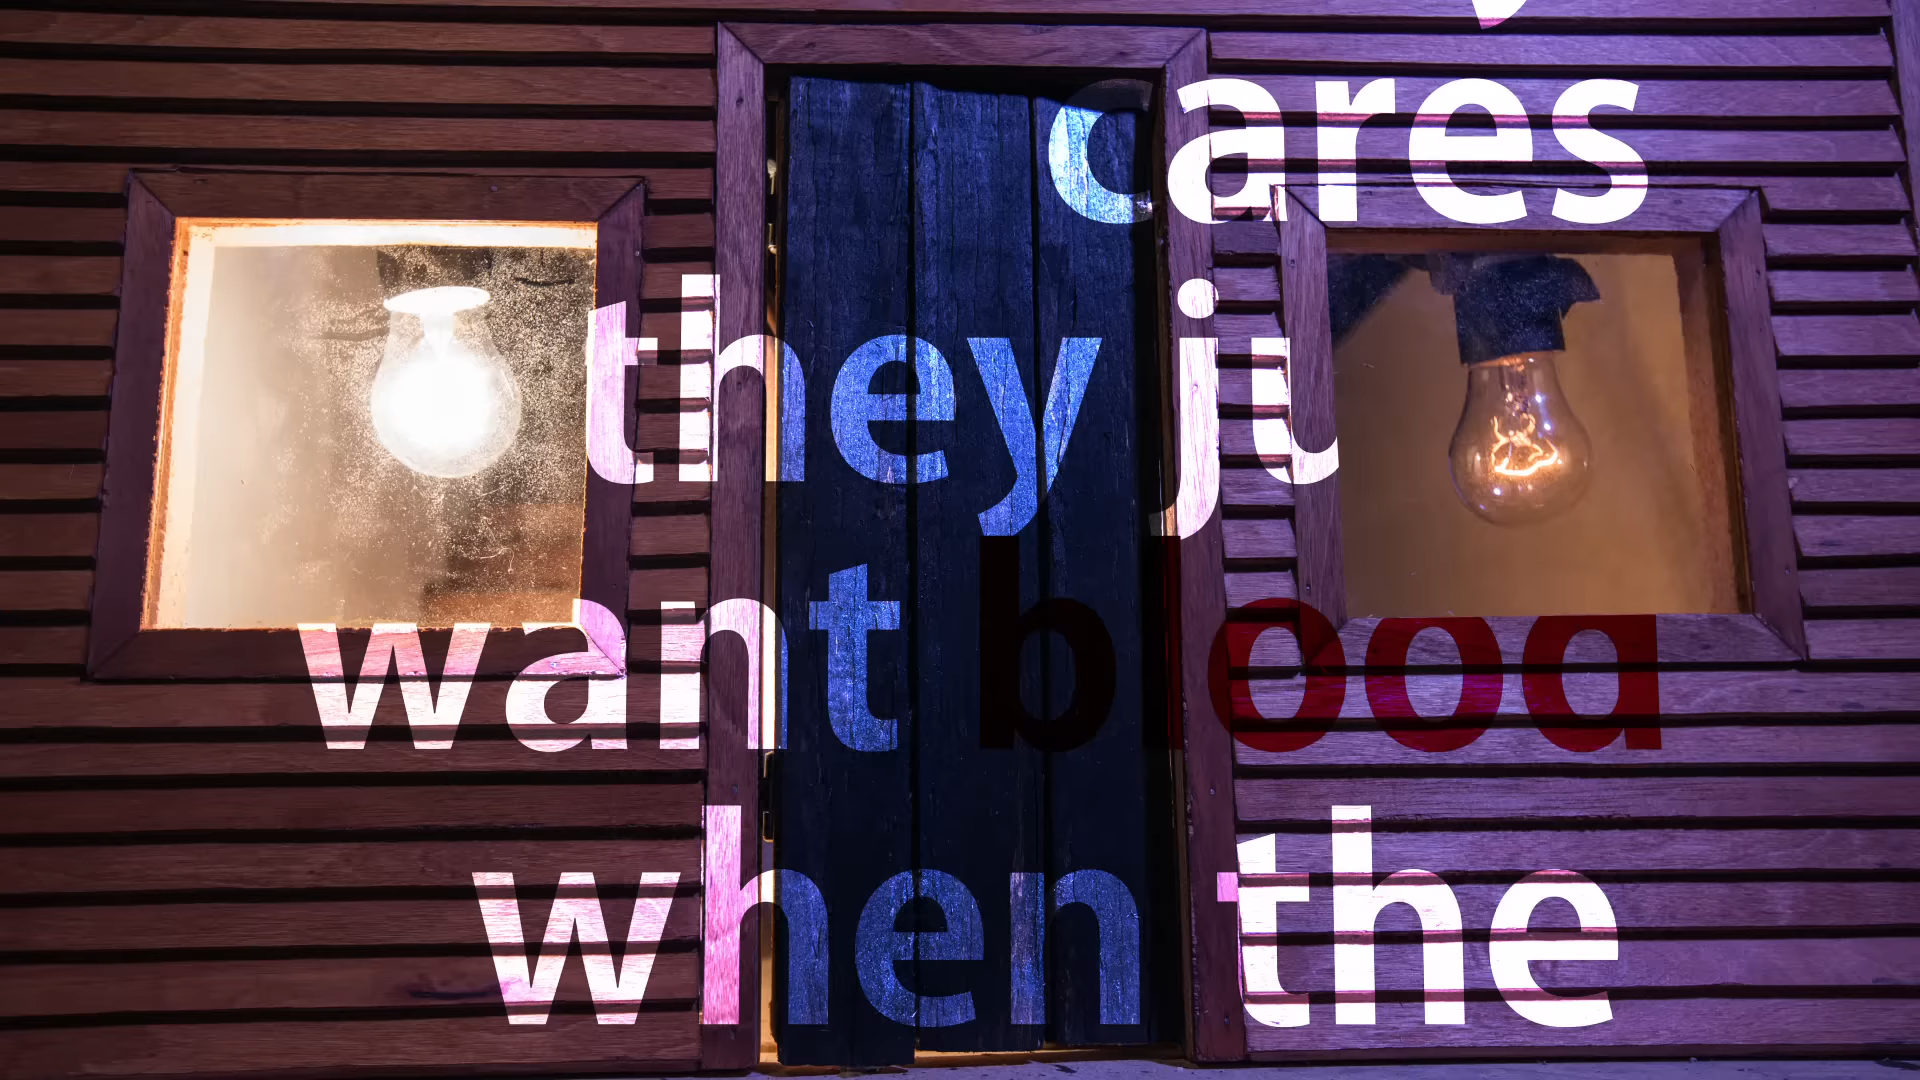 cares
they ju
want blood
when the